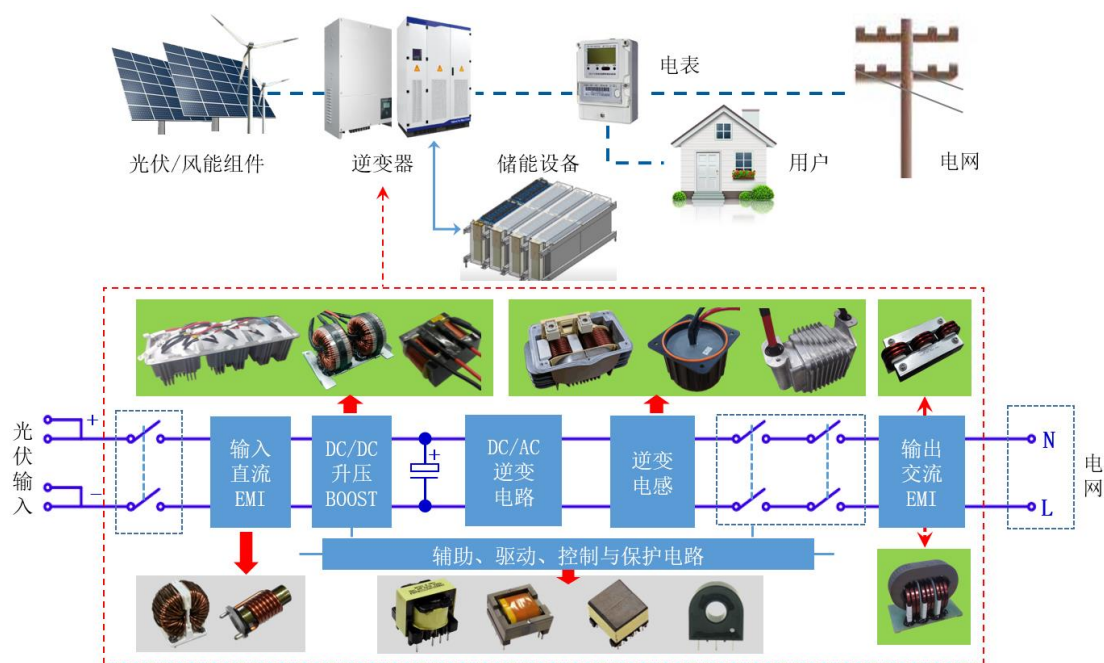 电表
光伏/风能组件
逆变器
储能设备
用户
电网
光
伏
输
入
+
−
输入
直流
EMI
DC/DC
升压
BOOST
+
DC/AC
逆变
电路
逆变
电感
输出
交流
EMI
N
L
电
网
辅助、驱动、控制与保护电路